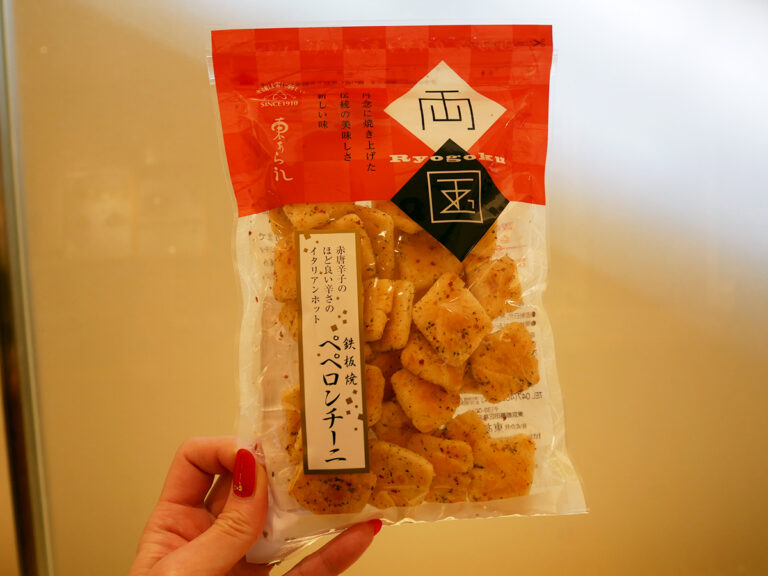 両国
Ryogoku
念に焼き上げた
伝統の美味しさ
新しい味
SINCE1910
東あられ
赤唐辛子の
ほど良い辛さの
イタリアンホット
鉄板焼
ペペロンチーニ